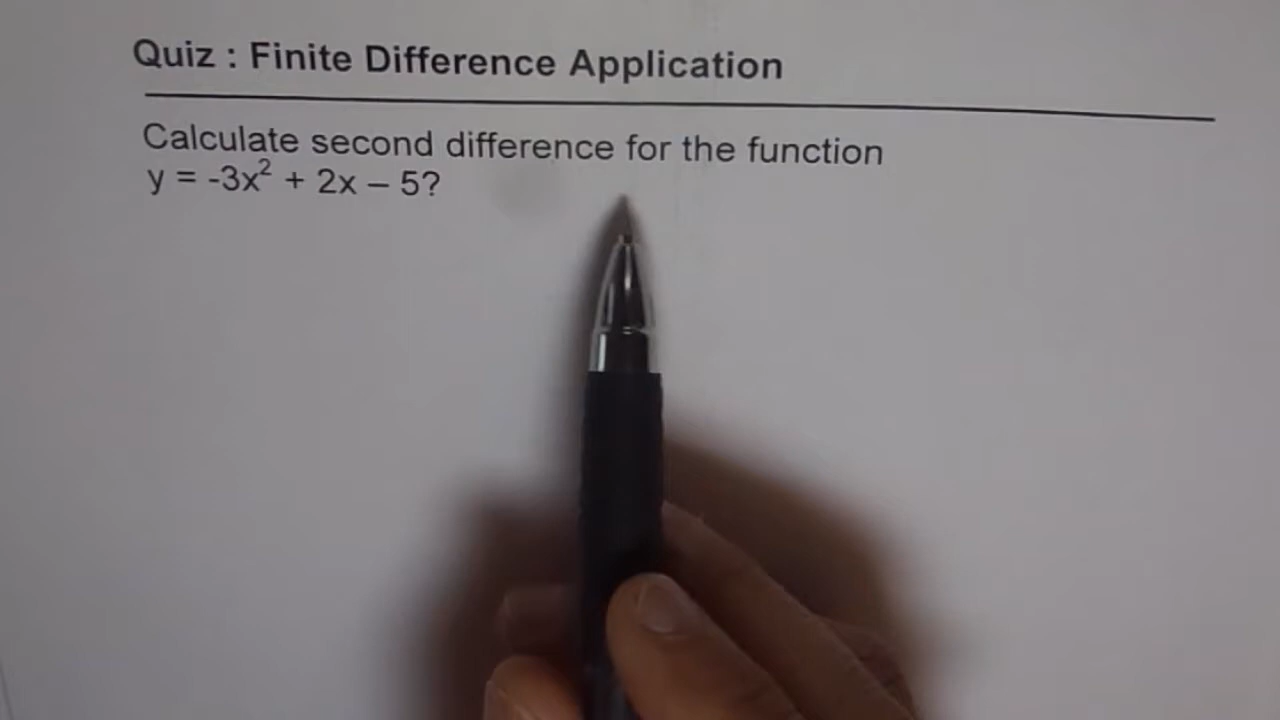 Quiz : Finite Difference Application
Calculate second difference for the function
y = -3x² + 2x – 5?